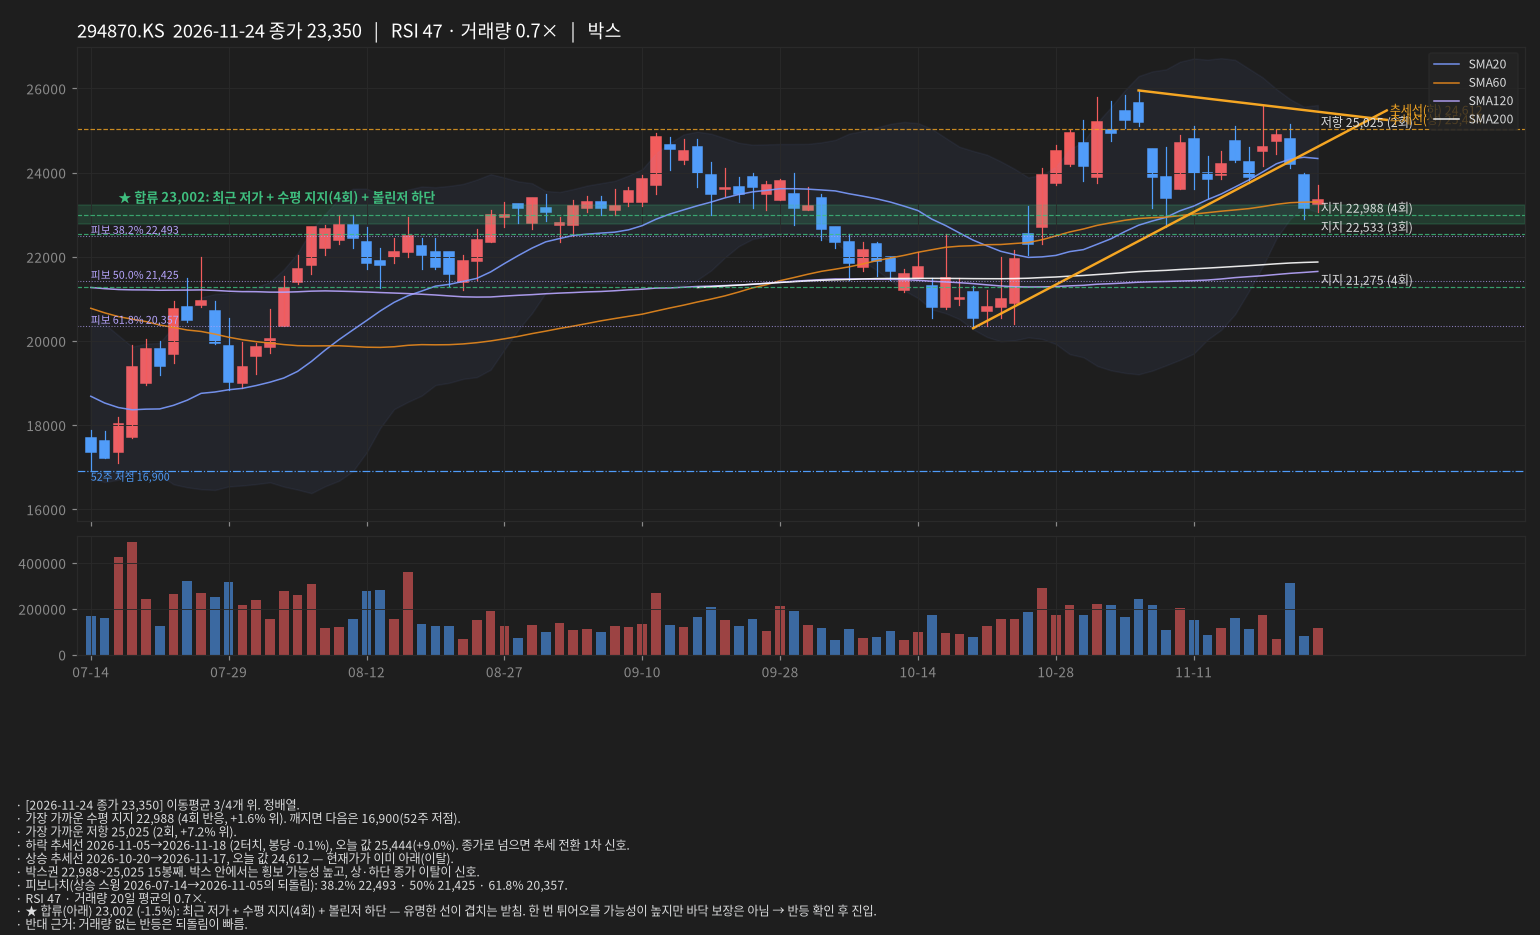 294870.KS 2026-11-24 종가 23,350 | RSI 47 · 거래량 0.7× | 박스
SMA20
SMA60
SMA120
SMA200
26000
24000
22000
20000
18000
16000
추세선(하)
저항 25,025 (2회)
★ 합류 23,002: 최근 저가 + 수평 지지(4회) + 볼린저 하단
지지 22,988 (4회)
지지 22,533 (3회)
지지 21,275 (4회)
피보 38.2% 22,493
피보 50.0% 21,425
피보 61.8% 20,357
52주 저점 16,900
400000
200000
0
07-14
07-29
08-12
08-27
09-10
09-28
10-14
10-28
11-11
· [2026-11-24 종가 23,350] 이동평균 3/4개 위. 정배열.
· 가장 가까운 수평 지지 22,988 (4회 반응, +1.6% 위). 깨지면 다음은 16,900(52주 저점).
· 가장 가까운 저항 25,025 (2회, +7.2% 위).
· 하락 추세선 2026-11-05→2026-11-18 (2터치, 봉당 -0.1%), 오늘 값 25,444(+9.0%). 종가로 넘으면 추세 전환 1차 신호.
· 상승 추세선 2026-10-20→2026-11-17, 오늘 값 24,612 — 현재가가 이미 아래(이탈).
· 박스권 22,988~25,025 15봉째. 박스 안에서는 횡보 가능성 높고, 상·하단 종가 이탈이 신호.
· 피보나치(상승 스윙 2026-07-14→2026-11-05의 되돌림): 38.2% 22,493 · 50% 21,425 · 61.8% 20,357.
· RSI 47 · 거래량 20일 평균의 0.7×.
· ★ 합류(아래) 23,002 (-1.5%): 최근 저가 + 수평 지지(4회) + 볼린저 하단 — 유명한 선이 겹치는 받침. 한 번 튀어오를 가능성이 높지만 바닥 보장은 아님 → 반등 확인 후 진입.
· 반대 근거: 거래량 없는 반등은 되돌림이 빠름.